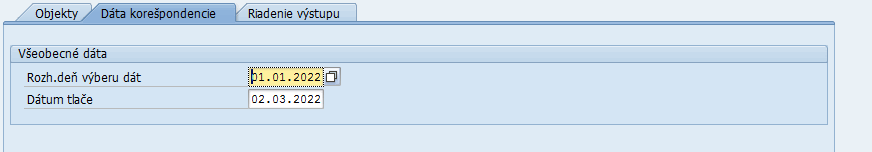 Objekty Dáta korešpondencie Riadenie výstupu
Všeobecné dáta
Rozh.deň výberu dát 01.01.2022
Dátum tlače 02.03.2022